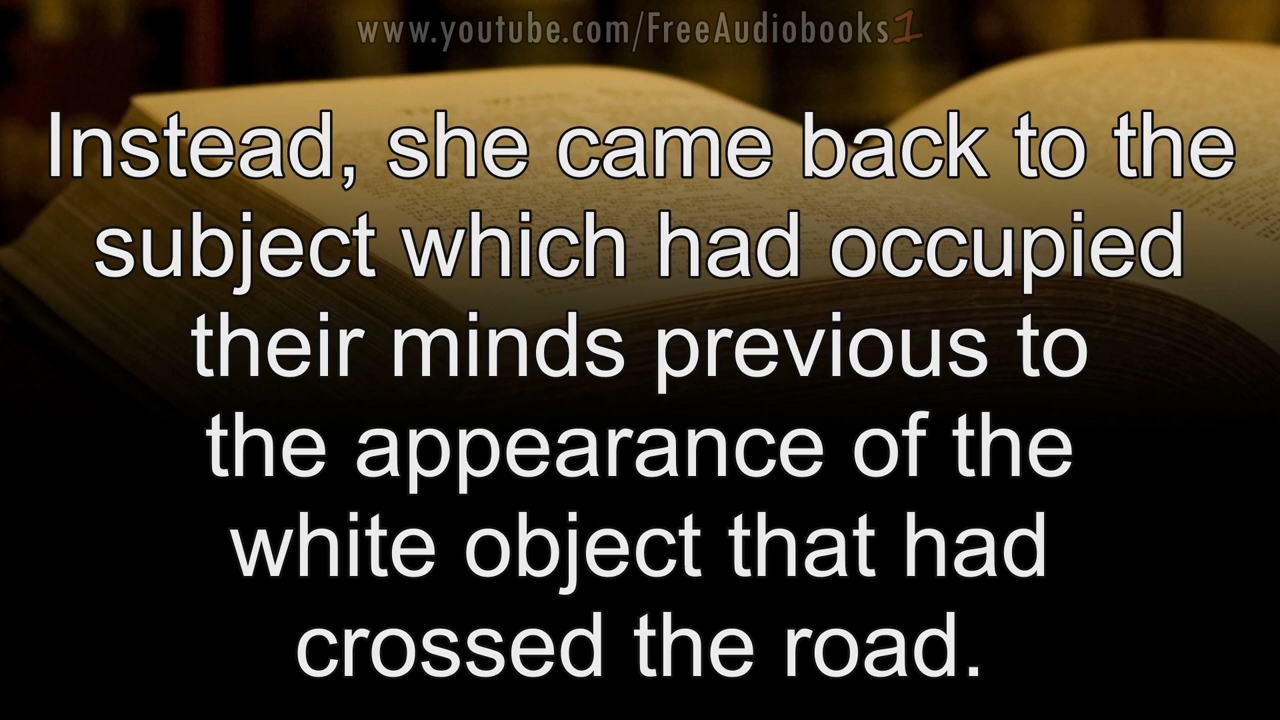 www.youtube.com/FreeAudiobooks1
Instead, she came back to the
subject which had occupied
their minds previous to
the appearance of the
white object that had
crossed the road.